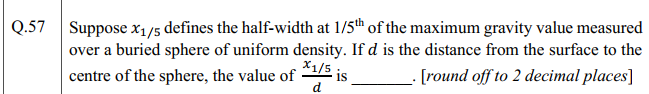 Q.57 Suppose x₁/₅ defines the half-width at 1/5ᵗʰ of the maximum gravity value measured
over a buried sphere of uniform density. If d is the distance from the surface to the
centre of the sphere, the value of x₁/₅/d is ________. [round off to 2 decimal places]